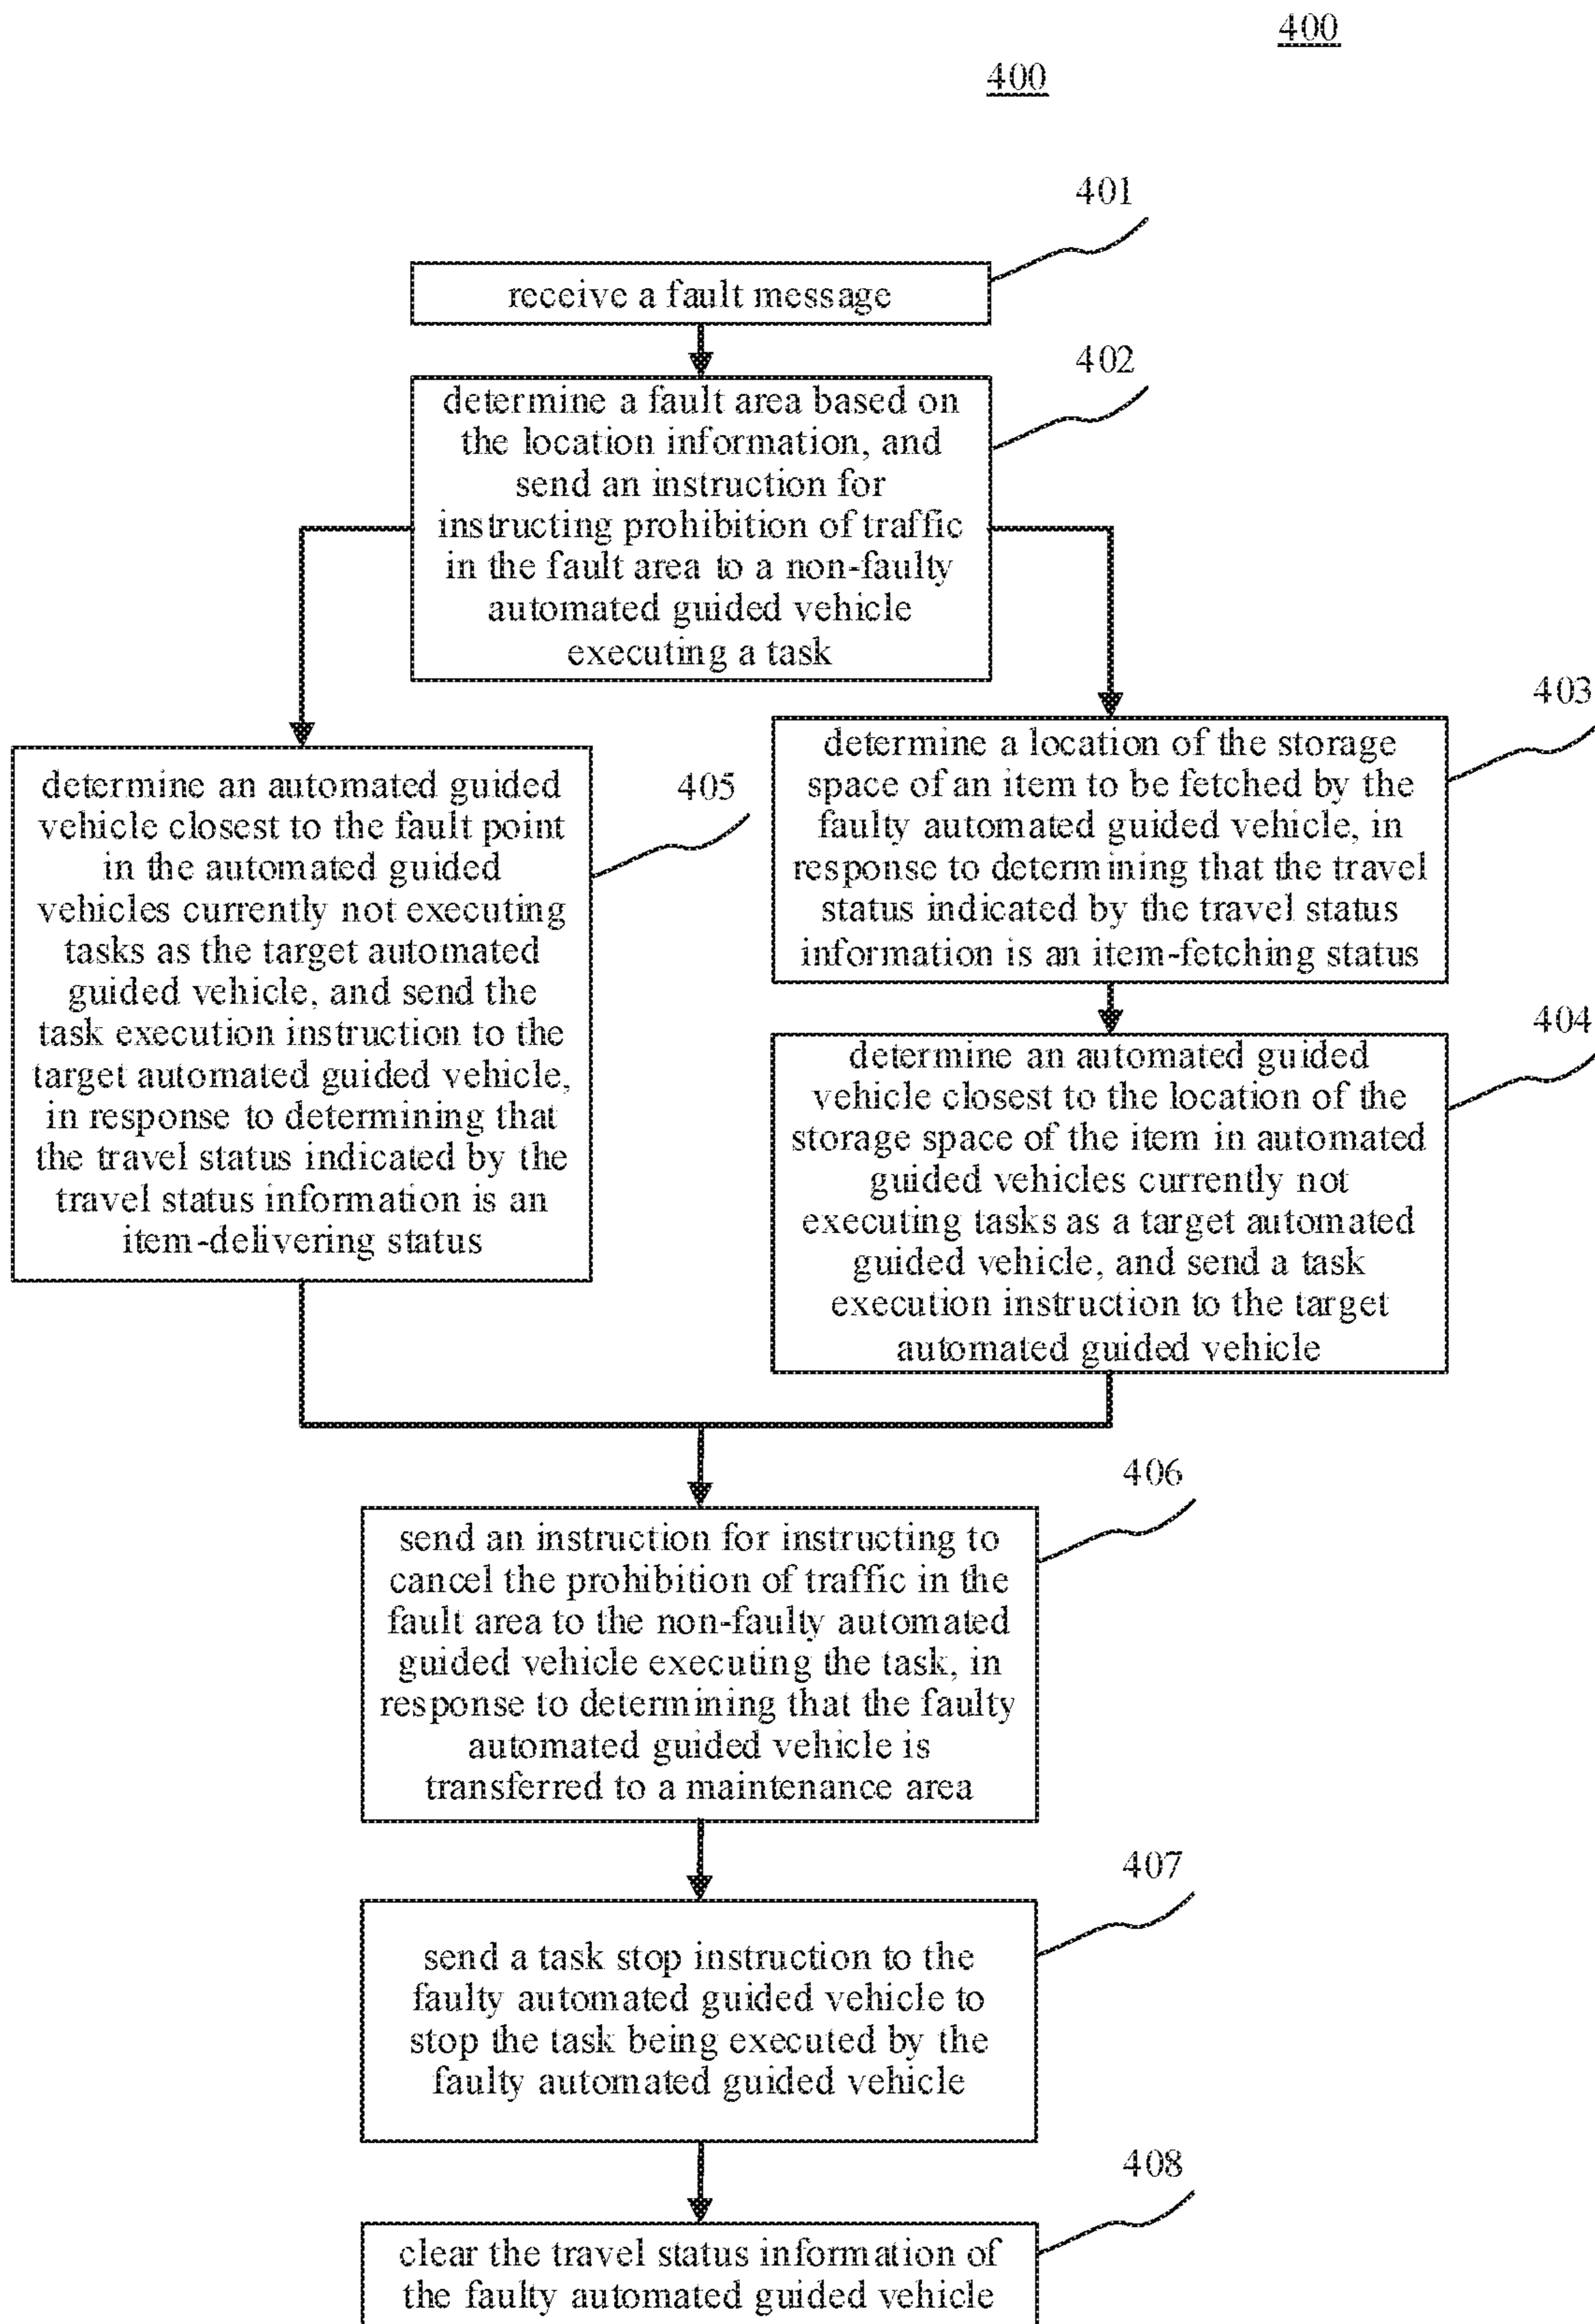 400
400
401
receive a fault message
402
determine a fault area based on
the location information, and
send an instruction for
instructing prohibition of traffic
in the fault area to a non-faulty
automated guided vehicle
executing a task
403
determine a location of the storage
space of an item to be fetched by the
faulty automated guided vehicle, in
response to determining that the travel
status indicated by the travel status
information is an item-fetching status
405
determine an automated guided
vehicle closest to the fault point
in the automated guided
vehicles currently not executing
tasks as the target automated
guided vehicle, and send the
task execution instruction to the
target automated guided vehicle,
in response to determining that
the travel status indicated by the
travel status information is an
item-delivering status
404
determine an automated guided
vehicle closest to the location of the
storage space of the item in automated
guided vehicles currently not
executing tasks as a target automated
guided vehicle, and send a task
execution instruction to the target
automated guided vehicle
406
send an instruction for instructing to
cancel the prohibition of traffic in the
fault area to the non-faulty automated
guided vehicle executing the task, in
response to determining that the faulty
automated guided vehicle is
transferred to a maintenance area
407
send a task stop instruction to the
faulty automated guided vehicle to
stop the task being executed by the
faulty automated guided vehicle
408
clear the travel status information of
the faulty automated guided vehicle